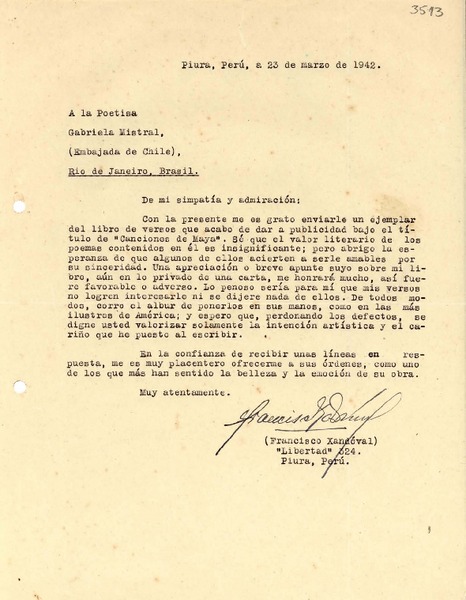 3593
Piura, Perú, a 23 de marzo de 1942.
A la Poetisa
Gabriela Mistral,
(Embajada de Chile),
Rio de Janeiro, Brasil.
De mi simpatía y admiración:
Con la presente me es grato enviarle un ejemplar
del libro de versos que acabo de dar a publicidad bajo el tí-
tulo de "Canciones de Maya". Sé que el valor literario de los
poemas contenidos en él es insignificante; pero abrigo la es-
peranza de que algunos de ellos acierten a serle amables por
su sinceridad. Una apreciación o breve apunte suyo sobre mi li-
bro, aún en lo privado de una carta, me honrará mucho, así fue-
re favorable o adverso. Lo penoso sería para mí que mis versos
no logren interesarle ni se dijere nada de ellos. De todos mo-
dos, corro el albur de ponerlos en sus manos, como en las más
ilustros de América; y espero que, perdonando los defectos, se
digne usted valorizar solamente la intención artística y el ca-
riño que he puesto al escribir.
En la confianza de recibir unas líneas en res-
puesta, me es muy placentero ofrecerme a sus órdenes, como uno
de los que más han sentido la belleza y la emoción de su obra.
Muy atentamente.
(Francisco Xandóval)
"Libertad" 324.
Piura, Perú.